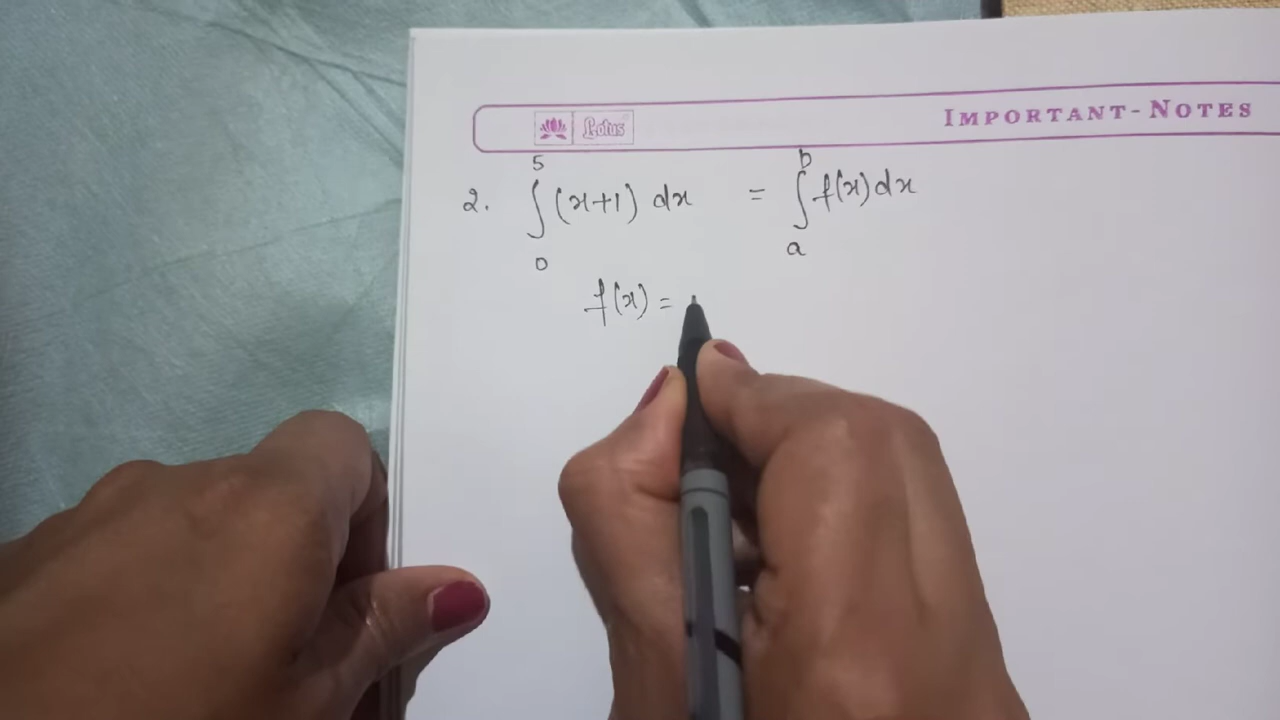 IMPORTANT-NOTES
Lotus
2. ∫₀⁵ (x+1) dx = ∫ₐᵇ f(x) dx
f(x) =